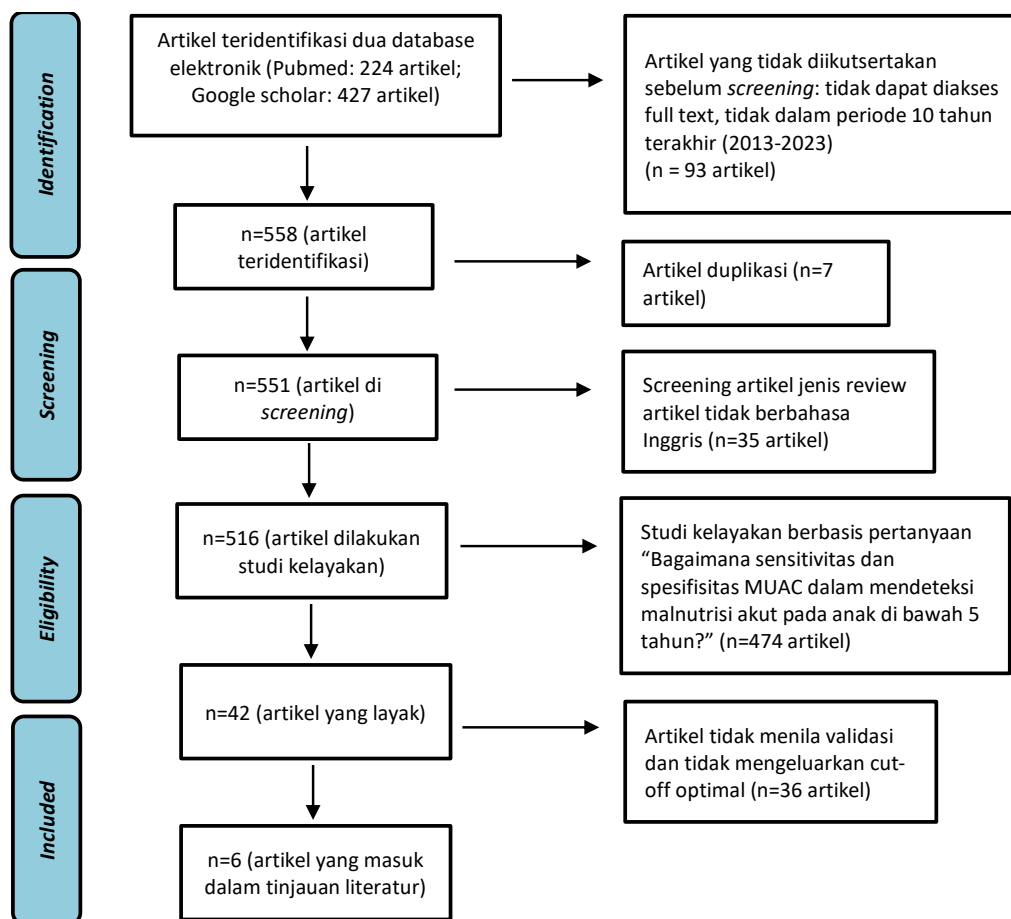 Identification
Artikel teridentifikasi dua database
elektronik (Pubmed: 224 artikel;
Google scholar: 427 artikel)
Artikel yang tidak diikutsertakan
sebelum screening: tidak dapat diakses
full text, tidak dalam periode 10 tahun
terakhir (2013-2023)
(n = 93 artikel)
n=558 (artikel
teridentifikasi)
Artikel duplikasi (n=7
artikel)
Screening
n=551 (artikel di
screening)
Screening artikel jenis review
artikel tidak berbahasa
Inggris (n=35 artikel)
Eligibility
n=516 (artikel dilakukan
studi kelayakan)
Studi kelayakan berbasis pertanyaan
“Bagaimana sensitivitas dan
spesifisitas MUAC dalam mendeteksi
malnutrisi akut pada anak di bawah 5
tahun?” (n=474 artikel)
n=42 (artikel yang layak)
Artikel tidak menila validasi
dan tidak mengeluarkan cut-
off optimal (n=36 artikel)
Included
n=6 (artikel yang masuk
dalam tinjauan literatur)